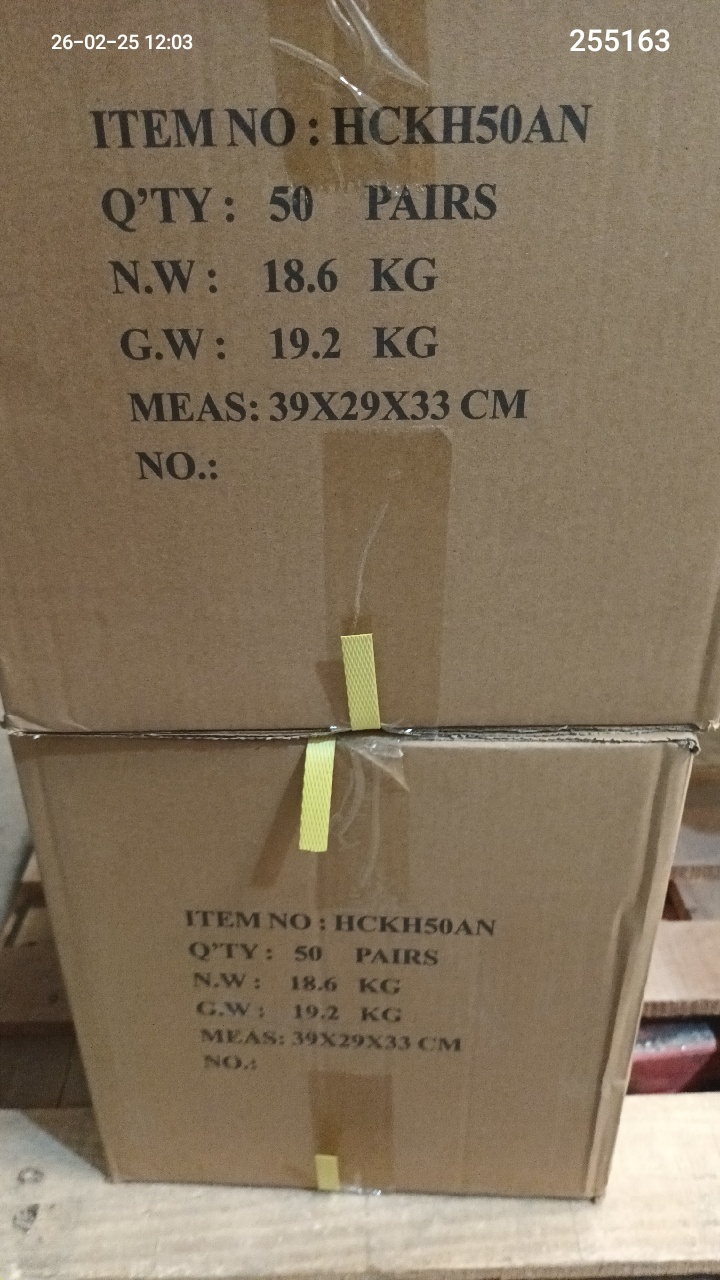 26-02-25 12:03
255163
ITEM NO : HCKH50AN
Q'TY : 50 PAIRS
N.W : 18.6 KG
G.W : 19.2 KG
MEAS: 39X29X33 CM
NO.:
ITEM NO : HCKH50AN
Q'TY : 50 PAIRS
N.W : 18.6 KG
G.W : 19.2 KG
MEAS: 39X29X33 CM
NO.: